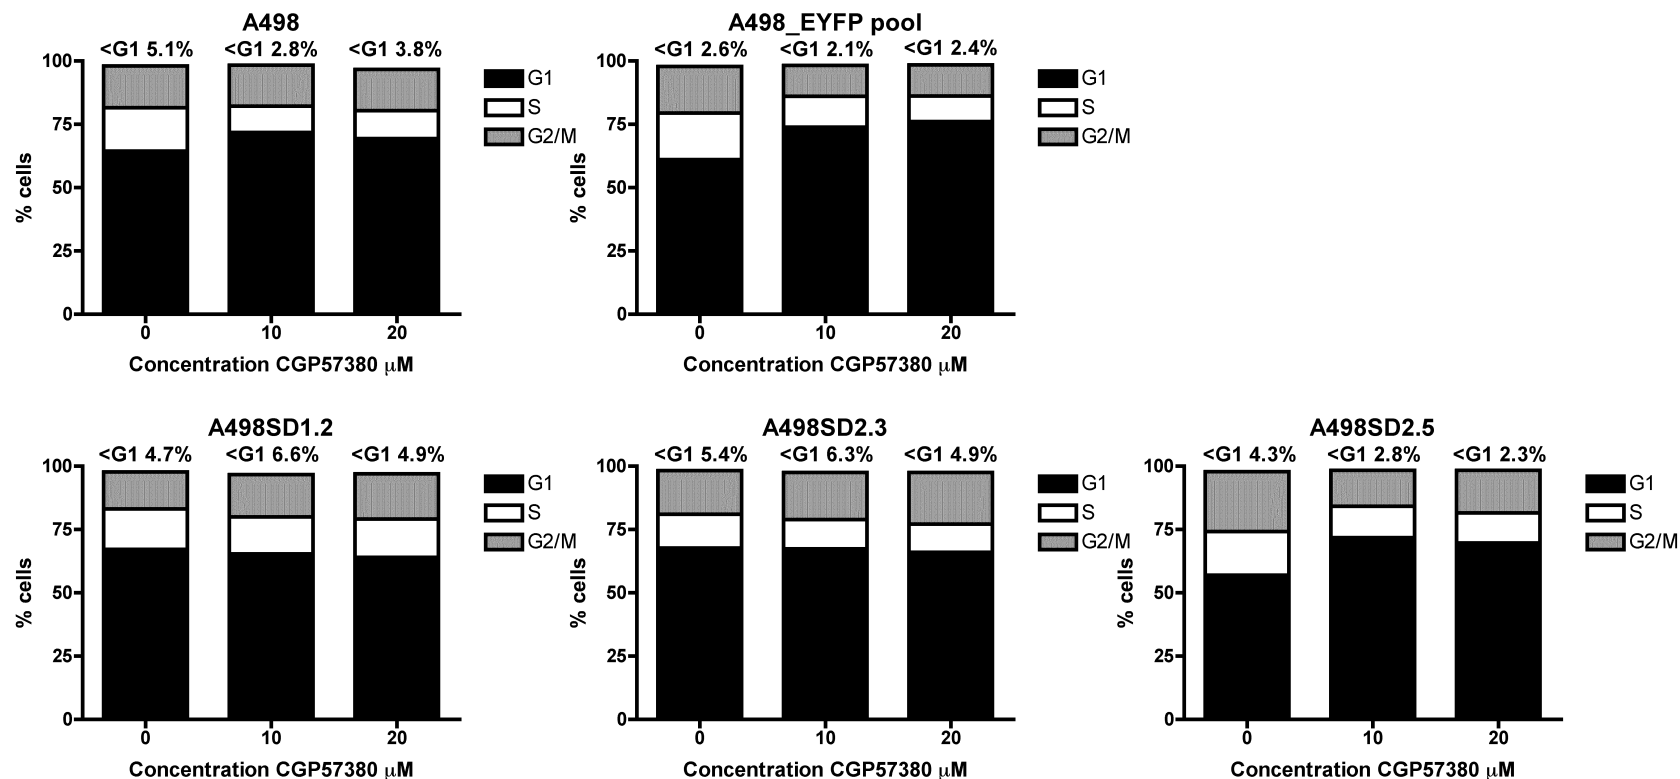 A498
<G1 5.1% <G1 2.8% <G1 3.8%
100
75
50
25
0
% cells
0 10 20
Concentration CGP57380 μM
G1
S
G2/M
A498_EYFP pool
<G1 2.6% <G1 2.1% <G1 2.4%
100
75
50
25
0
% cells
0 10 20
Concentration CGP57380 μM
G1
S
G2/M
A498SD1.2
<G1 4.7% <G1 6.6% <G1 4.9%
100
75
50
25
0
% cells
0 10 20
Concentration CGP57380 μM
G1
S
G2/M
A498SD2.3
<G1 5.4% <G1 6.3% <G1 4.9%
100
75
50
25
0
% cells
0 10 20
Concentration CGP57380 μM
G1
S
G2/M
A498SD2.5
<G1 4.3% <G1 2.8% <G1 2.3%
100
75
50
25
0
% cells
0 10 20
Concentration CGP57380 μM
G1
S
G2/M